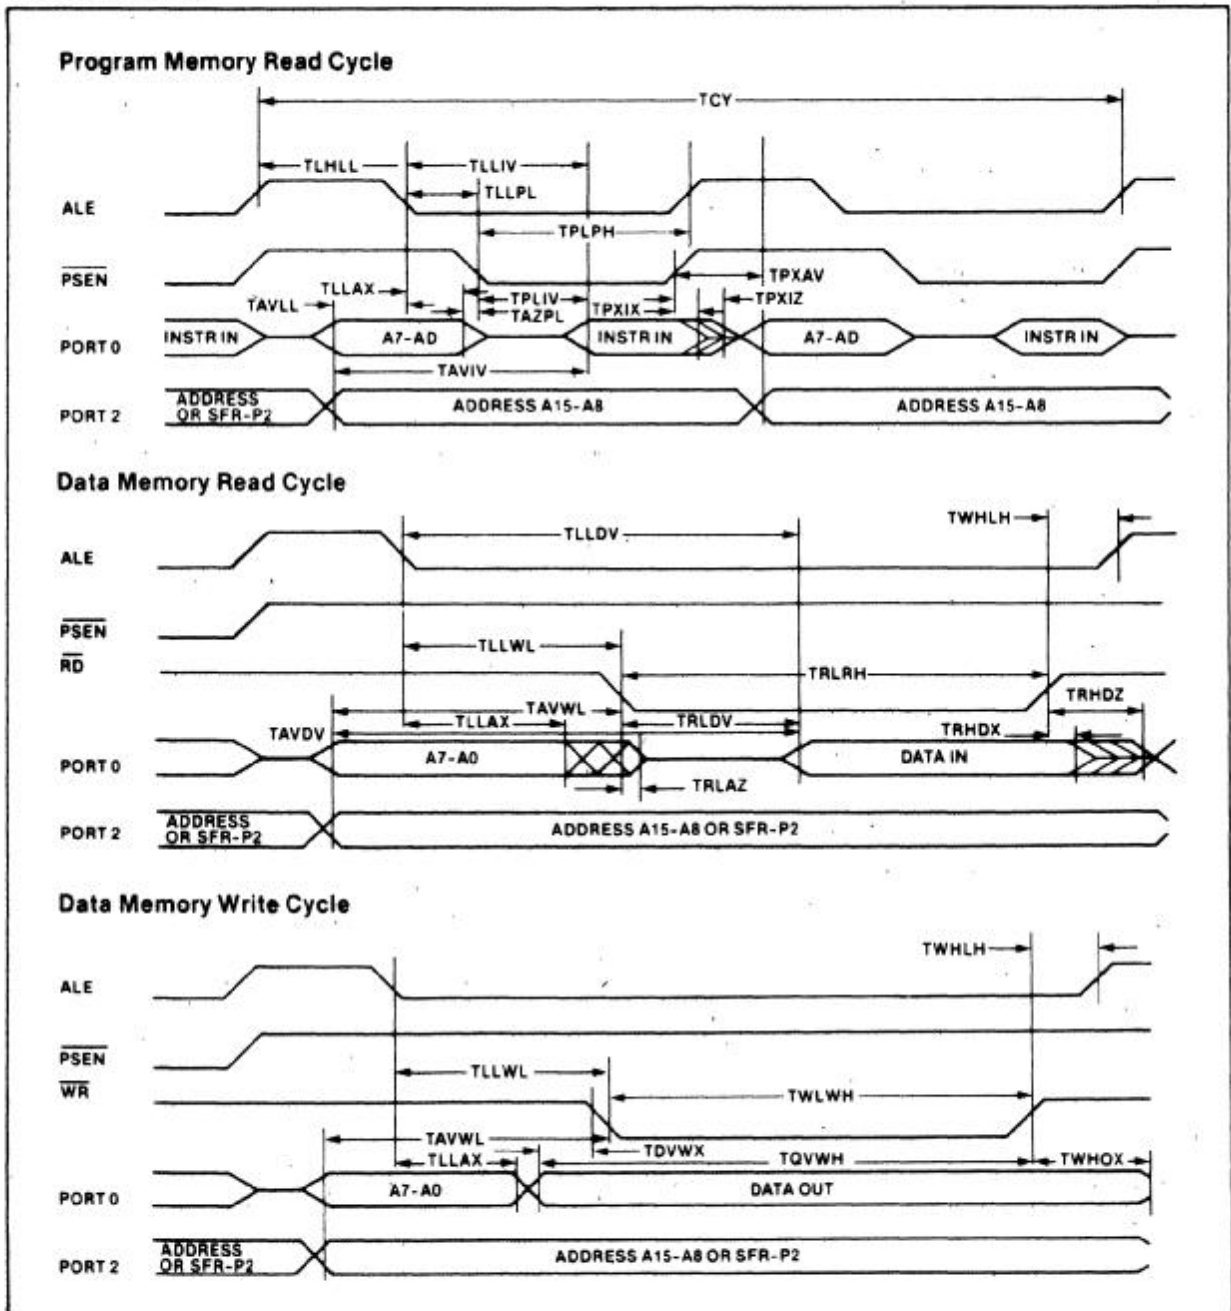 Program Memory Read Cycle
TCY
TLHLL
TLLIV
TLLPL
ALE
TPLPH
PSEN
TPXAV
TLLAX
TPLIV
TPXIZ
TAVLL
TAZPL
TPXIX
PORT 0
INSTR IN
A7-AD
INSTR IN
A7-AD
INSTR IN
TAVIV
PORT 2
ADDRESS
OR SFR-P2
ADDRESS A15-A8
ADDRESS A15-A8
Data Memory Read Cycle
TWHLH
TLLDV
ALE
PSEN
TLLWL
RD
TRLRH
TRHDZ
TAVWL
TLLAX
TRLDV
TAVDV
TRHDX
PORT 0
A7-A0
DATA IN
TRLAZ
PORT 2
ADDRESS
OR SFR-P2
ADDRESS A15-A8 OR SFR-P2
Data Memory Write Cycle
TWHLH
ALE
PSEN
TLLWL
WR
TWLWH
TAVWL
TDVWX
TLLAX
TQVWH
TWHOX
PORT 0
A7-A0
DATA OUT
PORT 2
ADDRESS
OR SFR-P2
ADDRESS A15-A8 OR SFR-P2